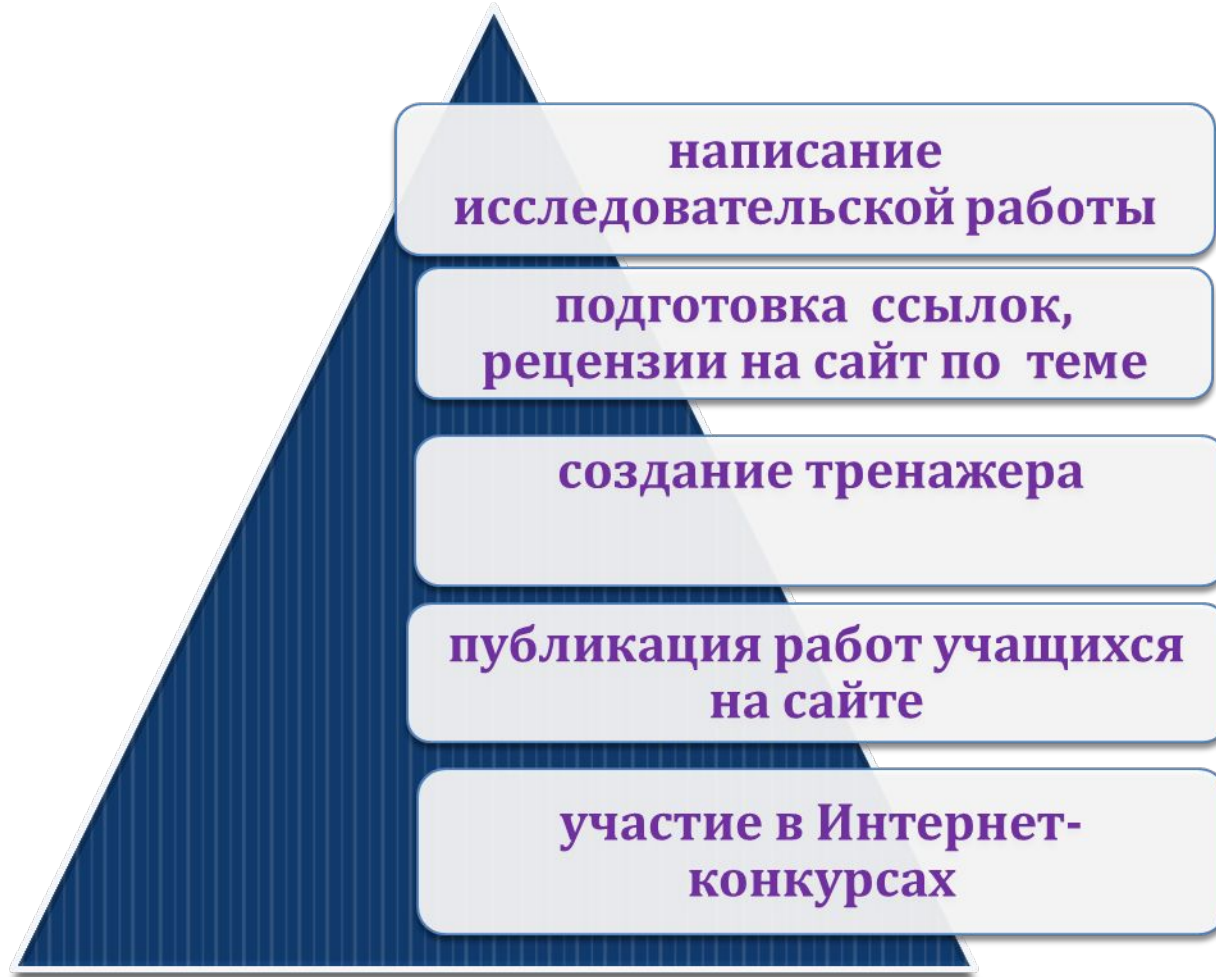 написание
исследовательской работы
подготовка ссылок,
рецензии на сайт по теме
создание тренажера
публикация работ учащихся
на сайте
участие в Интернет-
конкурсах